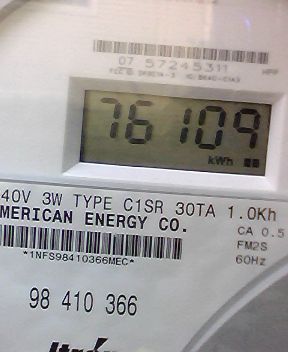 07 57245311
76109
kWh
40V 3W TYPE C1SR 30TA 1.0Kh
MERICAN ENERGY CO.
CA 0.5
FM2S
60Hz
*1NFS98410366MEC*
98 410 366
Itron